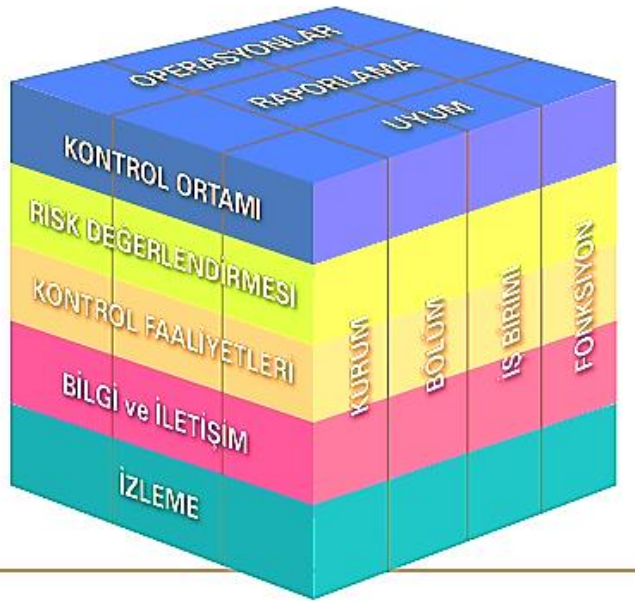 OPERASYONLAR
RAPORLAMA
UYUM
KONTROL ORTAMI
RİSK DEĞERLENDİRMESİ
KONTROL FAALİYETLERİ
BİLGİ ve İLETİŞİM
İZLEME
KURUM
BÖLÜM
İŞ BİRİMİ
FONKSİYON